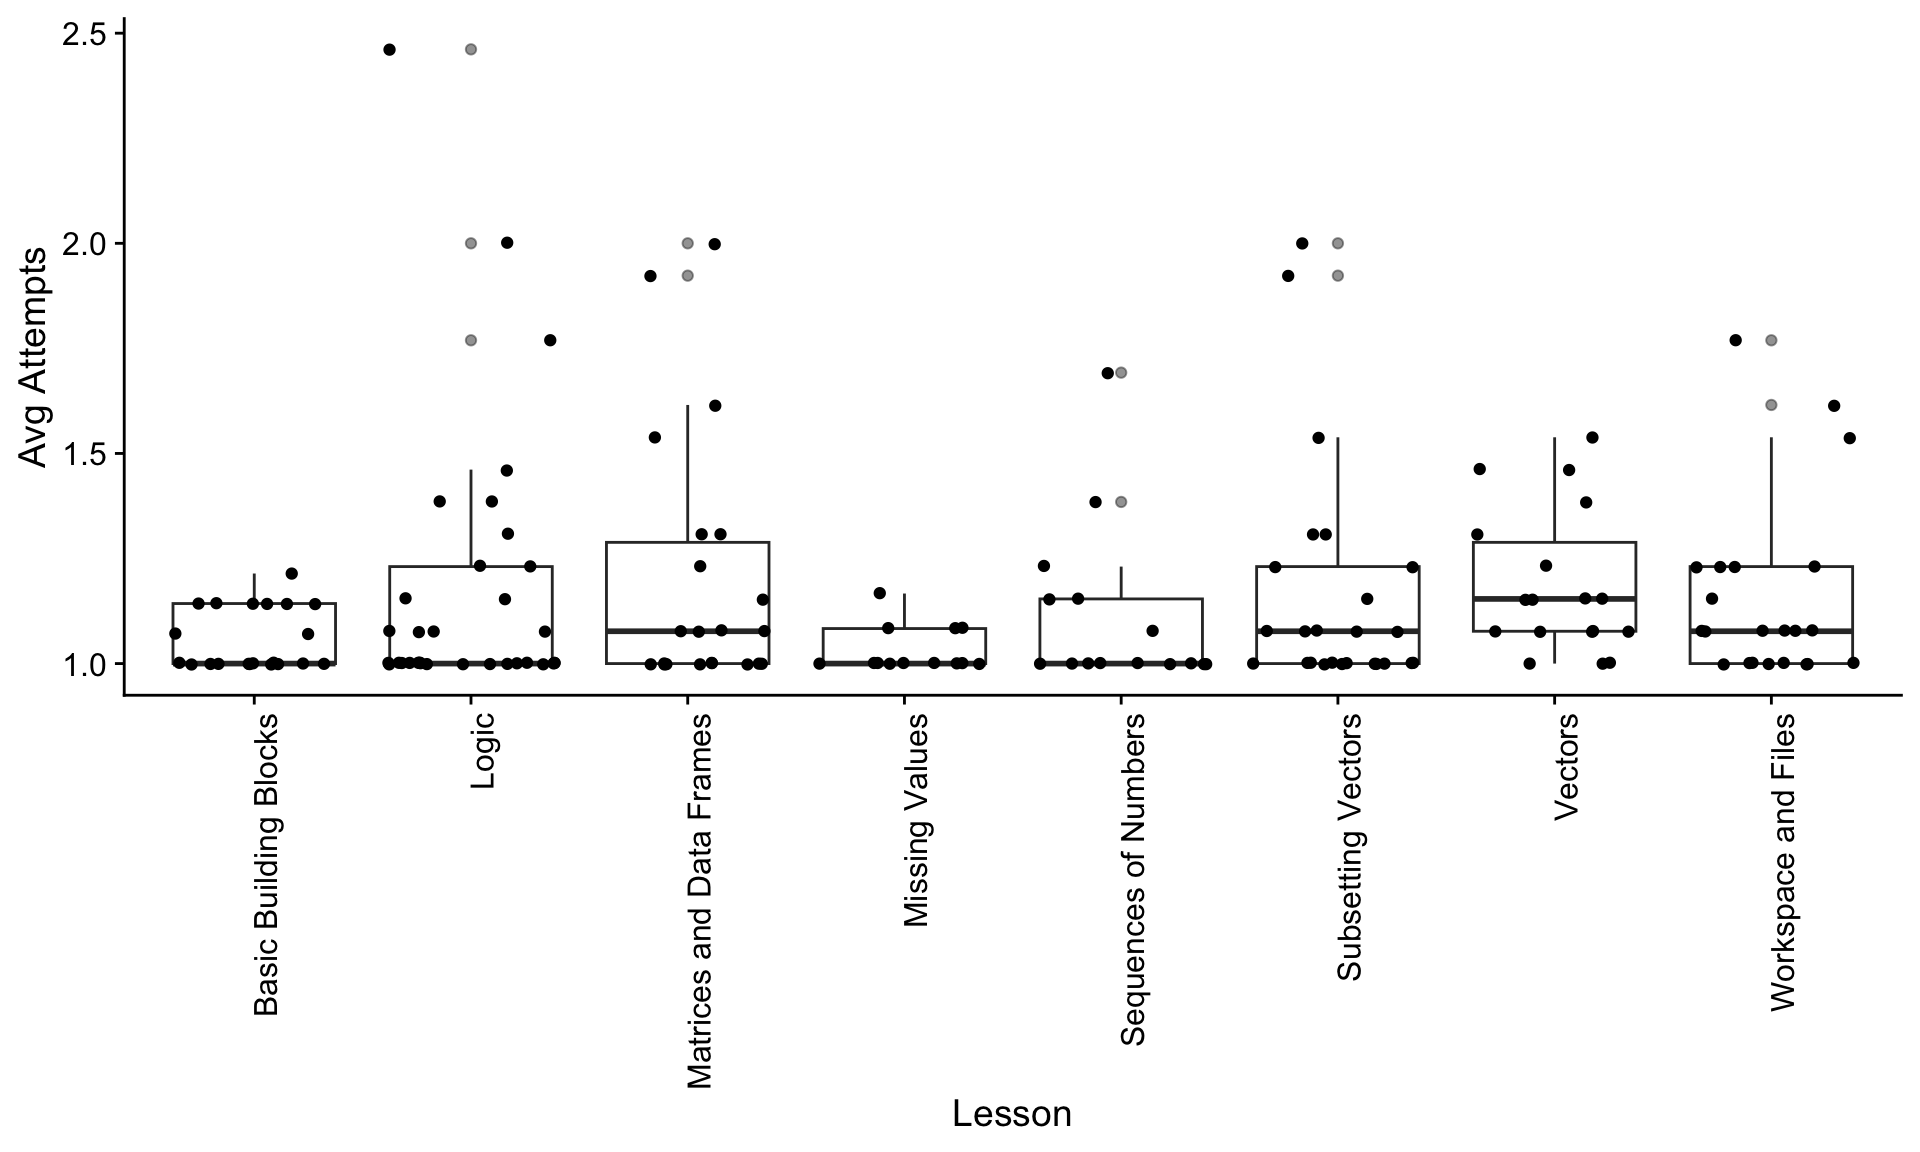 Avg Attempts
2.5
2.0
1.5
1.0
Basic Building Blocks
Logic
Matrices and Data Frames
Missing Values
Sequences of Numbers
Subsetting Vectors
Vectors
Workspace and Files
Lesson